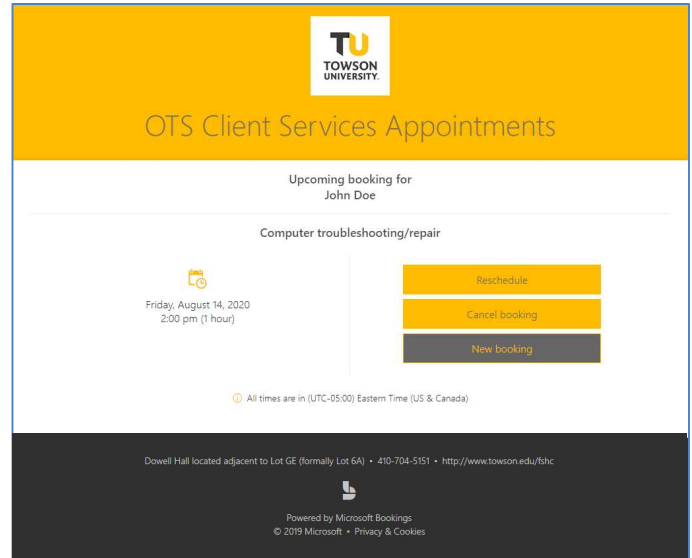 TU
TOWSON
UNIVERSITY.
OTS Client Services Appointments
Upcoming booking for
John Doe
Computer troubleshooting/repair
Friday, August 14, 2020
2:00 pm (1 hour)
Reschedule
Cancel booking
New booking
All times are in (UTC-05:00) Eastern Time (US & Canada)
Dowell Hall located adjacent to Lot GE (formally Lot 6A) • 410-704-5151 • http://www.towson.edu/fshc
Powered by Microsoft Bookings
© 2019 Microsoft • Privacy & Cookies